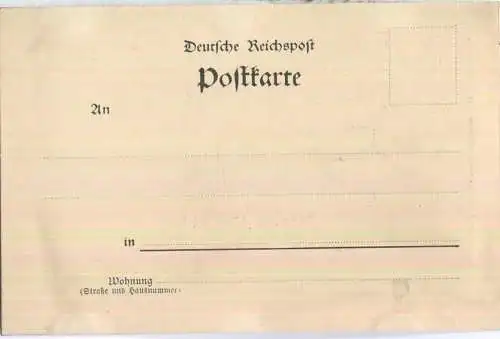 Deutsche Reichspost
Postkarte
An
in
Wohnung
(Straße und Hausnummer)